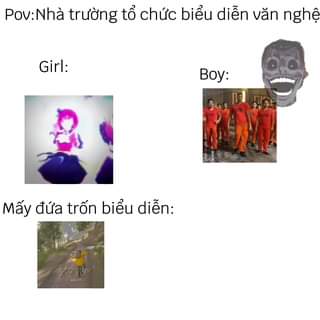 Pov:Nhà trường tổ chức biểu diễn văn nghệ
Girl:
Boy:
Mấy đứa trốn biểu diễn: